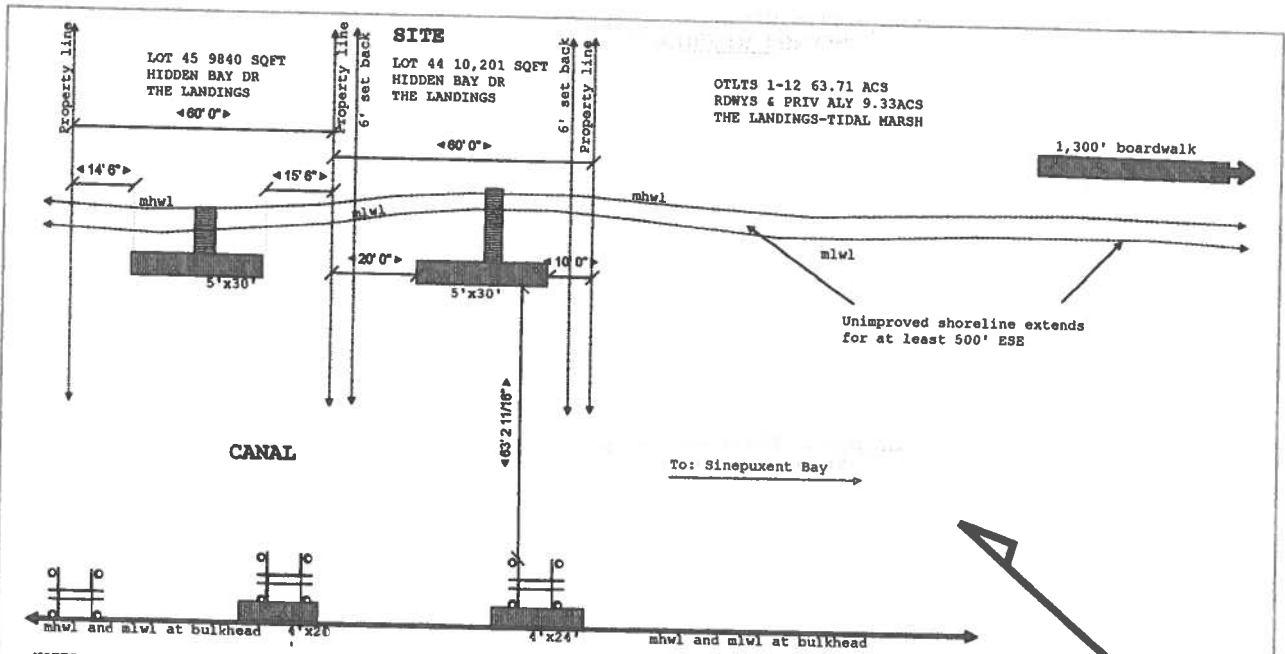 SITE
Property line
LOT 45 9840 SQFT
HIDDEN BAY DR
THE LANDINGS
60' 0"
Property line
6' set back
LOT 44 10,201 SQFT
HIDDEN BAY DR
THE LANDINGS
60' 0"
6' set back
Property line
OTLTS 1-12 63.71 ACS
RDWYS & PRIV ALY 9.33ACS
THE LANDINGS-TIDAL MARSH
1,300' boardwalk
14' 6"
15' 6"
mhwl
mlwl
mhwl
mlwl
20' 0"
10' 0"
5'x30'
5'x30'
Unimproved shoreline extends
for at least 500' ESE
63' 2 11/16"
CANAL
To: Sinepuxent Bay
mhwl and mlwl at bulkhead
4'x20
4'x24'
mhwl and mlwl at bulkhead